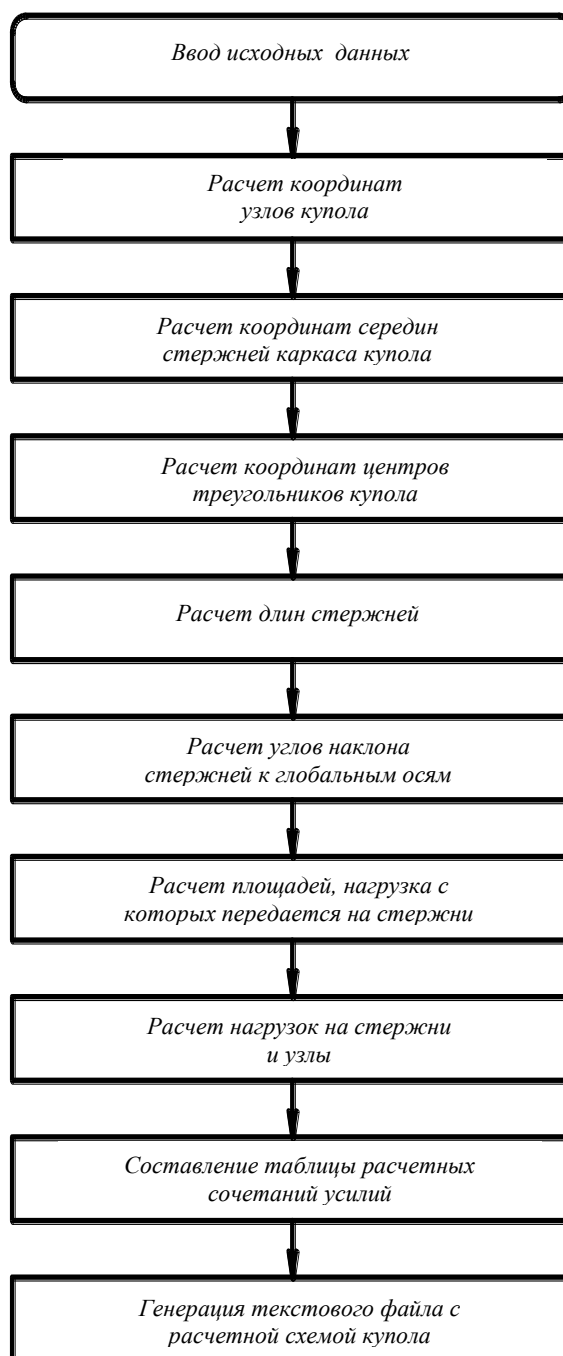 Ввод исходных данных
Расчет координат
узлов купола
Расчет координат середин
стержней каркаса купола
Расчет координат центров
треугольников купола
Расчет длин стержней
Расчет углов наклона
стержней к глобальным осям
Расчет площадей, нагрузка с
которых передается на стержни
Расчет нагрузок на стержни
и узлы
Составление таблицы расчетных
сочетаний усилий
Генерация текстового файла с
расчетной схемой купола